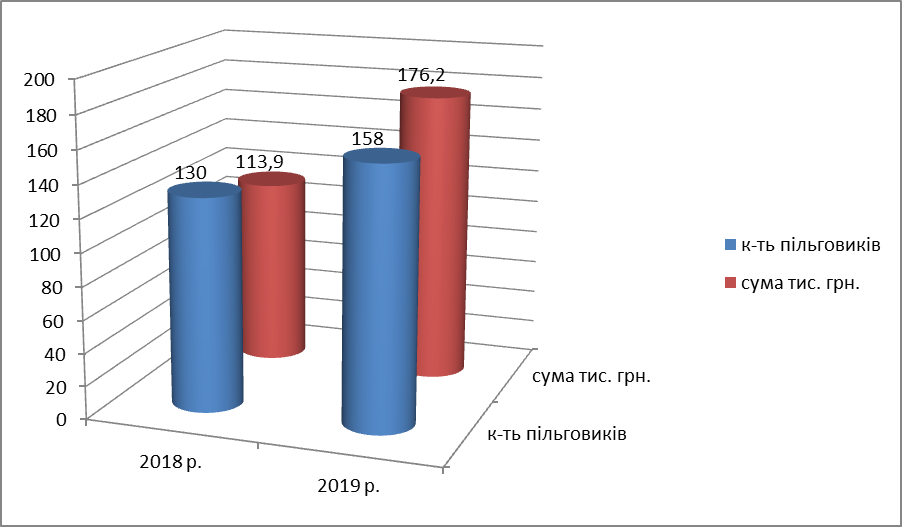 200
180
160
140
120
100
80
60
40
20
0
130
113,9
158
176,2
2018 р.
2019 р.
сума тис. грн.
к-ть пільговиків
к-ть пільговиків
сума тис. грн.